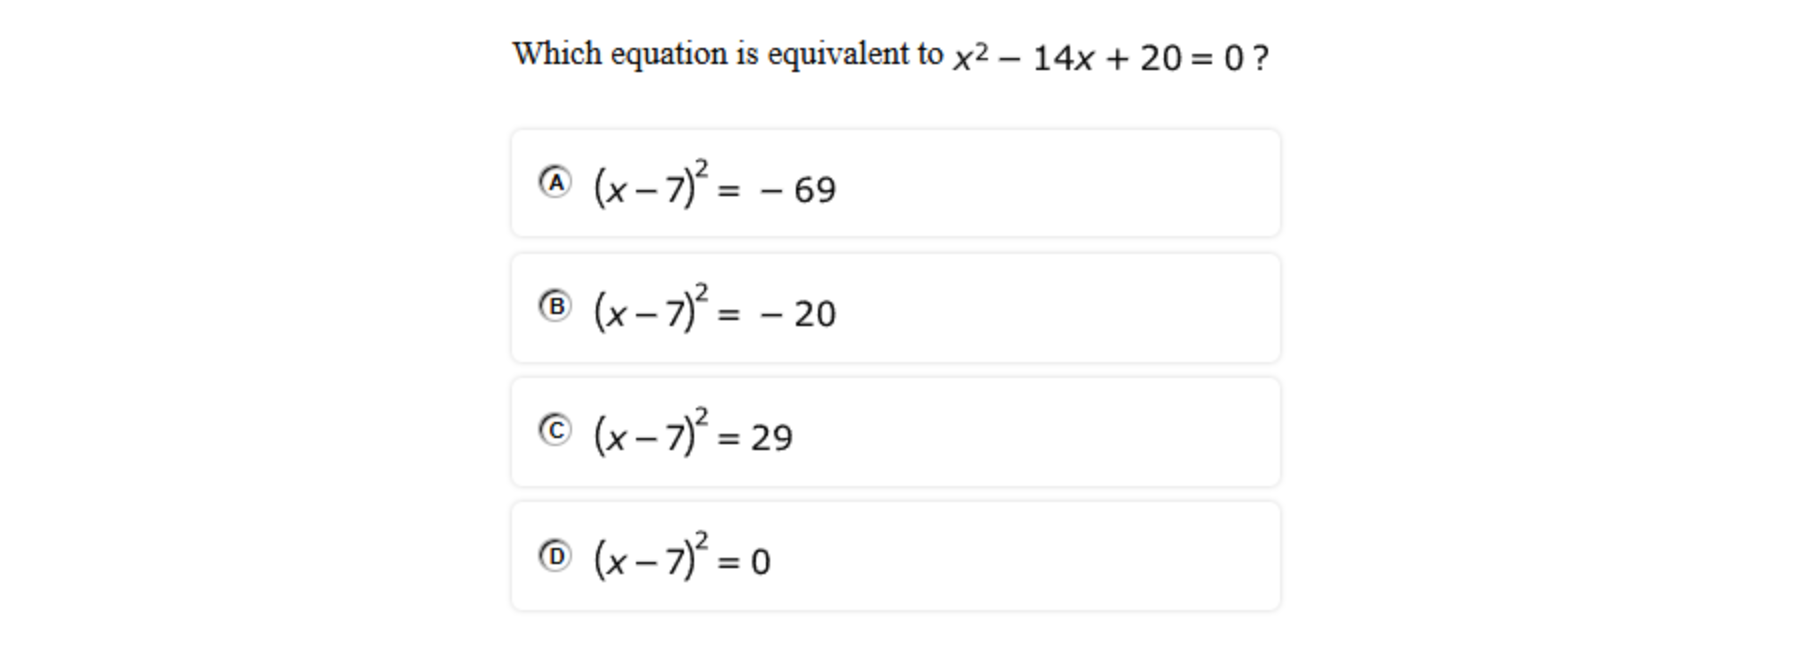 Which equation is equivalent to x² – 14x + 20 = 0 ?
Ⓐ (x – 7)² = – 69
Ⓑ (x – 7)² = – 20
Ⓒ (x – 7)² = 29
Ⓓ (x – 7)² = 0